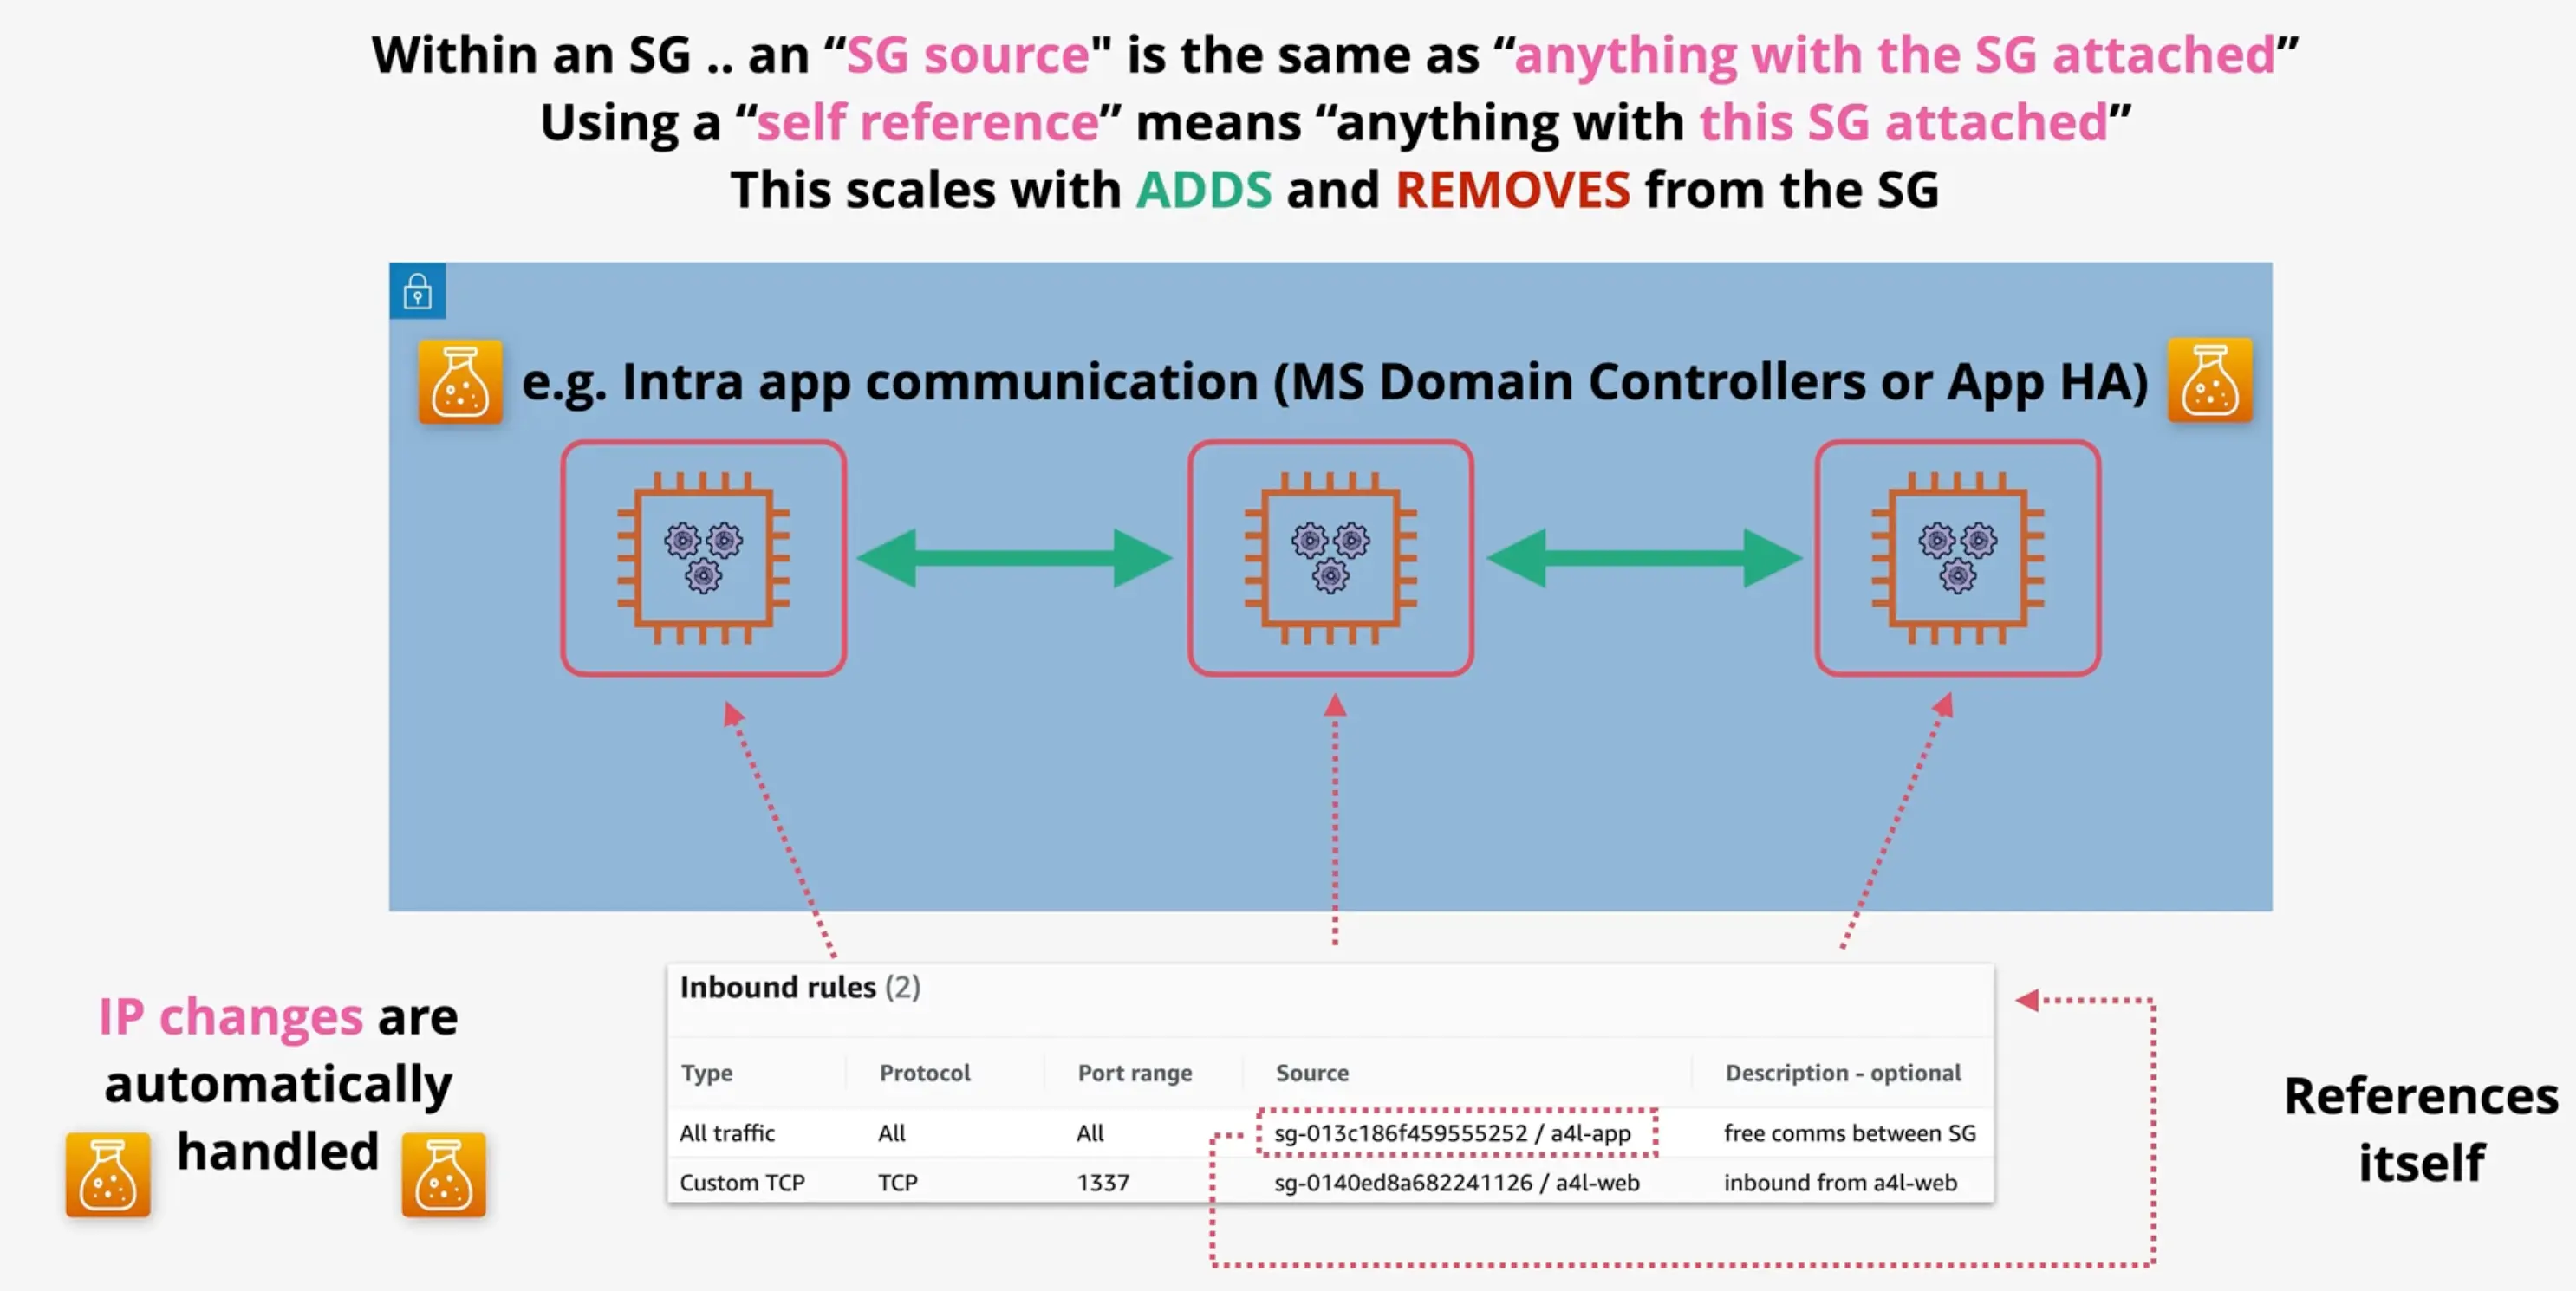 Within an SG .. an “SG source" is the same as “anything with the SG attached”
Using a “self reference” means “anything with this SG attached”
This scales with ADDS and REMOVES from the SG
e.g. Intra app communication (MS Domain Controllers or App HA)
IP changes are
automatically
handled
Inbound rules (2)
Type Protocol Port range Source Description - optional
All traffic All All sg-013c186f459555252 / a4l-app free comms between SG
Custom TCP TCP 1337 sg-0140ed8a682241126 / a4l-web inbound from a4l-web
References
itself